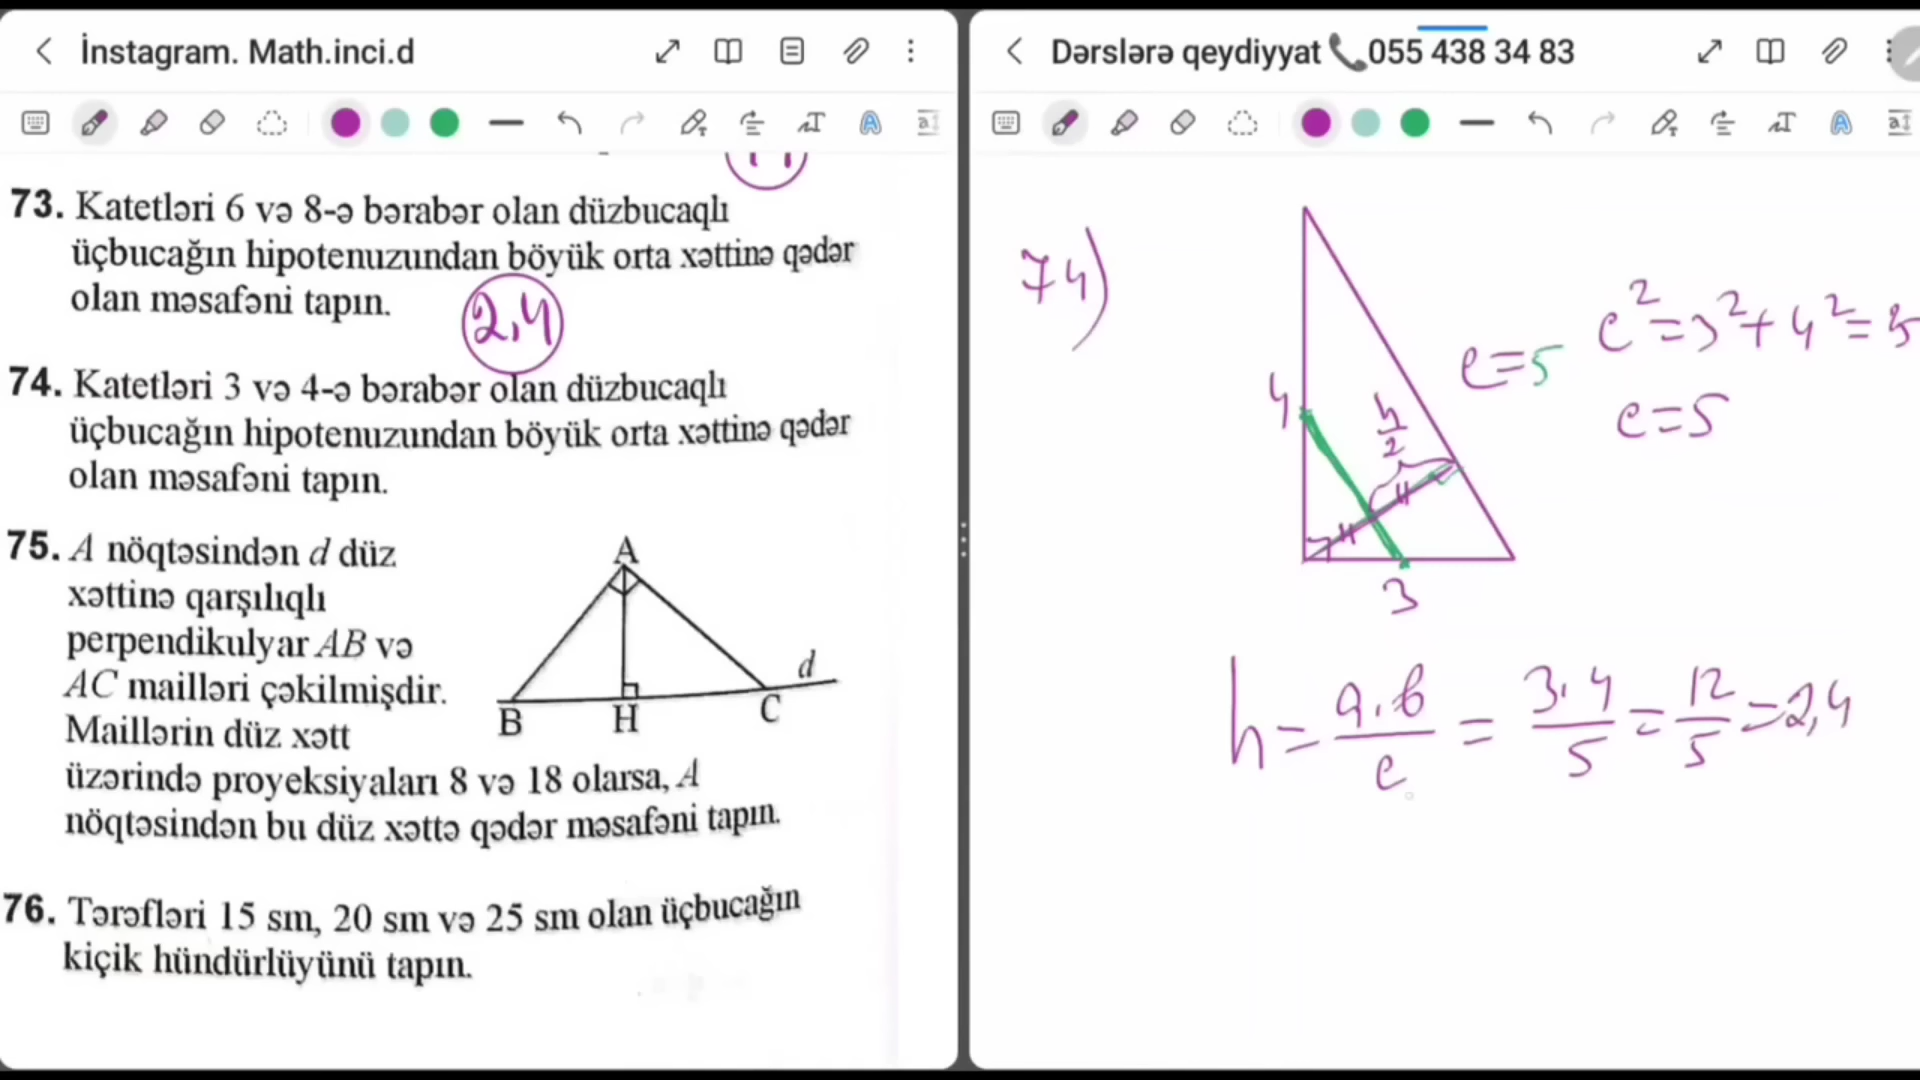 İnstagram. Math.inci.d
73. Katetləri 6 və 8-ə bərabər olan düzbucaqlı
üçbucağın hipotenuzundan böyük orta xəttinə qədər
olan məsafəni tapın.
2,4
74. Katetləri 3 və 4-ə bərabər olan düzbucaqlı
üçbucağın hipotenuzundan böyük orta xəttinə qədər
olan məsafəni tapın.
75. A nöqtəsindən d düz
xəttinə qarşılıqlı
perpendikulyar AB və
AC mailləri çəkilmişdir.
Maillərin düz xətt
üzərində proyeksiyaları 8 və 18 olarsa, A
nöqtəsindən bu düz xəttə qədər məsafəni tapın.
A
d
B H C
76. Tərəfləri 15 sm, 20 sm və 25 sm olan üçbucağın
kiçik hündürlüyünü tapın.
Dərslərə qeydiyyat 📞055 438 34 83
74)
c²=3²+4²=5
c=5
c=5
4
h/2
3
h = a.b/c = 3.4/5 = 12/5 = 2,4